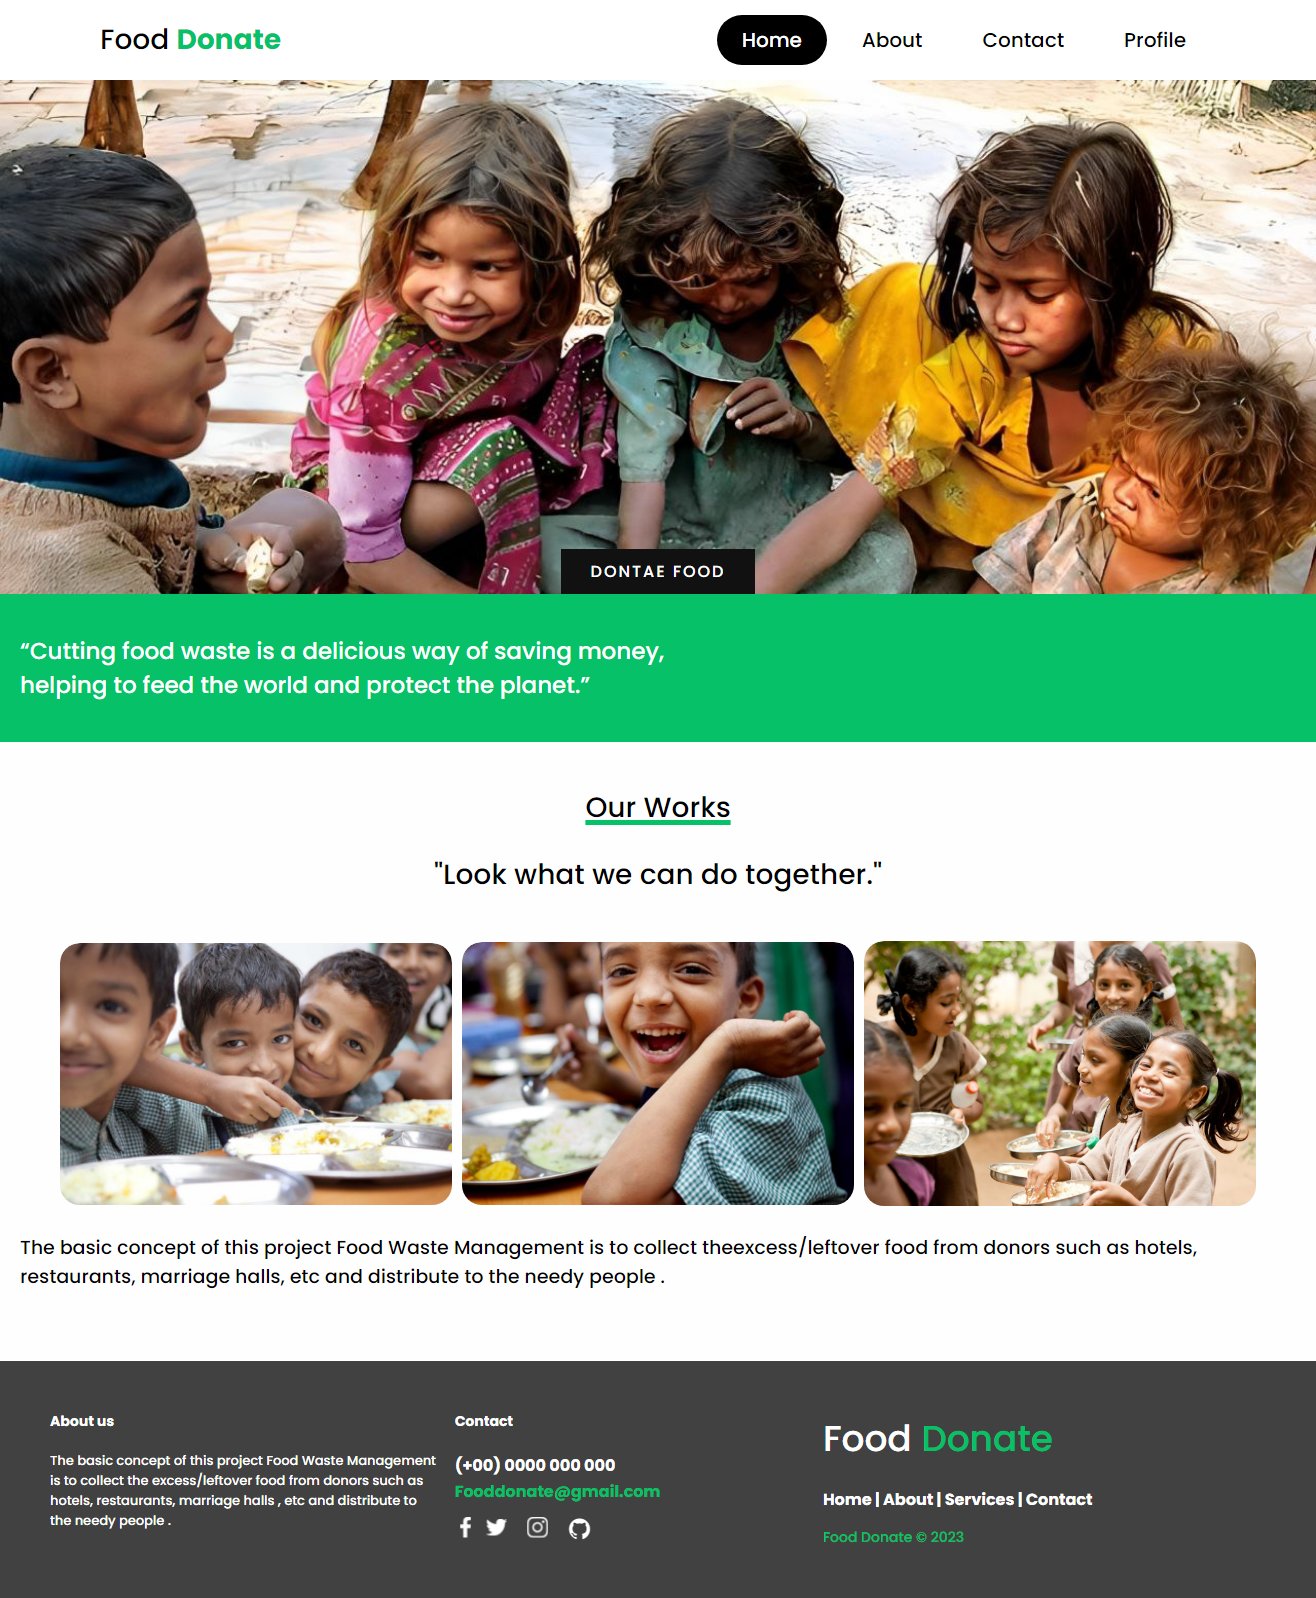 Food Donate
Home About Contact Profile
DONTAE FOOD
“Cutting food waste is a delicious way of saving money,
helping to feed the world and protect the planet.”
Our Works
"Look what we can do together."
The basic concept of this project Food Waste Management is to collect theexcess/leftover food from donors such as hotels,
restaurants, marriage halls, etc and distribute to the needy people .
About us
The basic concept of this project Food Waste Management
is to collect the excess/leftover food from donors such as
hotels, restaurants, marriage halls , etc and distribute to
the needy people .
Contact
(+00) 0000 000 000
Fooddonate@gmail.com
Food Donate
Home | About | Services | Contact
Food Donate © 2023